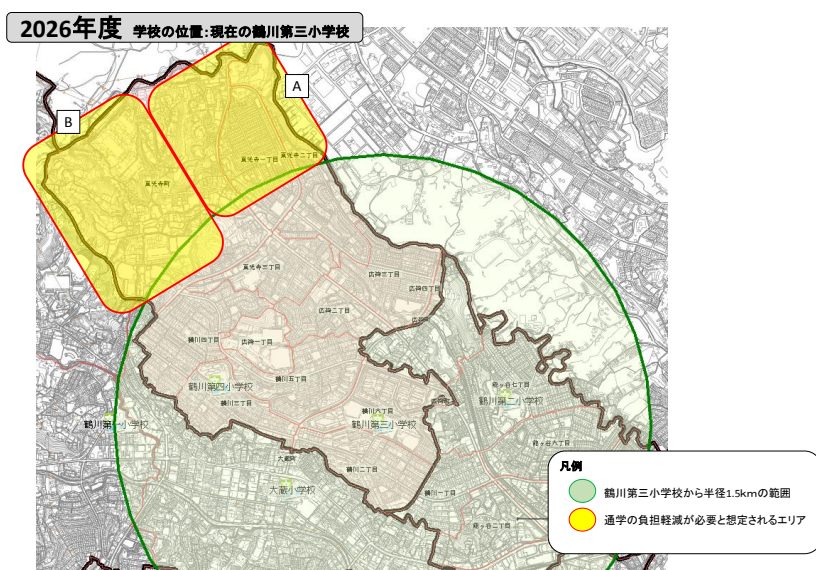 2026年度 学校の位置:現在の鶴川第三小学校
A
B
真光寺一丁目
真光寺二丁目
真光寺町
真光寺三丁目
広袴三丁目
広袴四丁目
広袴二丁目
広袴町
鶴川四丁目
広袴一丁目
鶴川五丁目
能ヶ谷七丁目
鶴川第四小学校
鶴川第二小学校
鶴川三丁目
鶴川六丁目
鶴川第一小学校
鶴川第三小学校
能ヶ谷六丁目
大蔵町
鶴川二丁目
大蔵小学校
鶴川一丁目
能ヶ谷二丁目
凡例
鶴川第三小学校から半径1.5kmの範囲
通学の負担軽減が必要と想定されるエリア